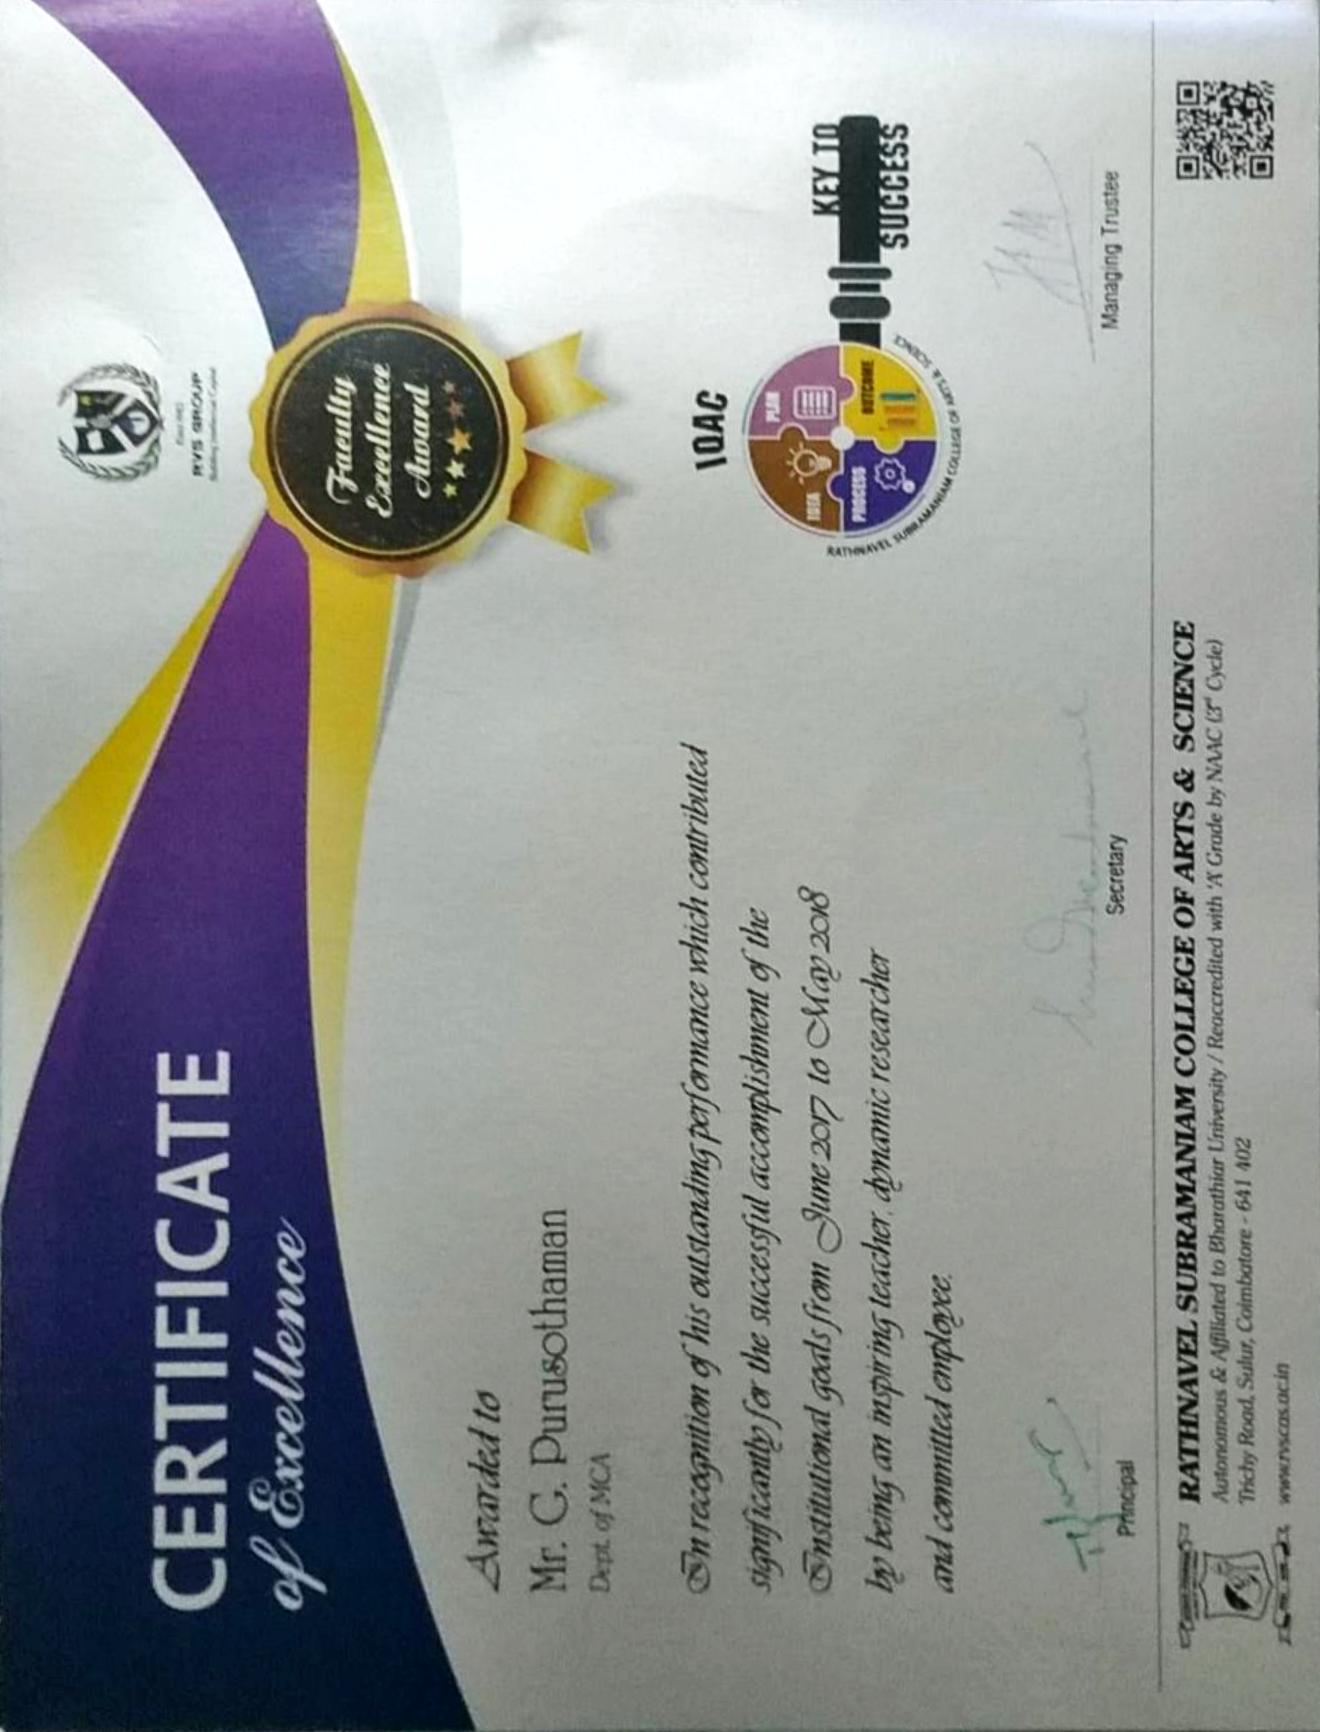 CERTIFICATE
of Excellence
RVS GROUP
Faculty
Excellence
Award
Awarded to
Mr. G. Purusothaman
Dept. of MCA
In recognition of his outstanding performance which contributed
significantly for the successful accomplishment of the
Institutional goals from June 2017 to May 2018
by being an inspiring teacher, dynamic researcher
and committed employee.
IQAC
IDEA
PLAN
PROCESS
OUTCOME
RATHNAVEL SUBRAMANIAM COLLEGE OF ARTS & SCIENCE
KEY TO
SUCCESS
Principal
Secretary
Managing Trustee
RATHNAVEL SUBRAMANIAM COLLEGE OF ARTS & SCIENCE
Autonomous & Affiliated to Bharathiar University / Reaccredited with 'A' Grade by NAAC (3rd Cycle)
Trichy Road, Sulur, Coimbatore - 641 402
www.rvscas.ac.in